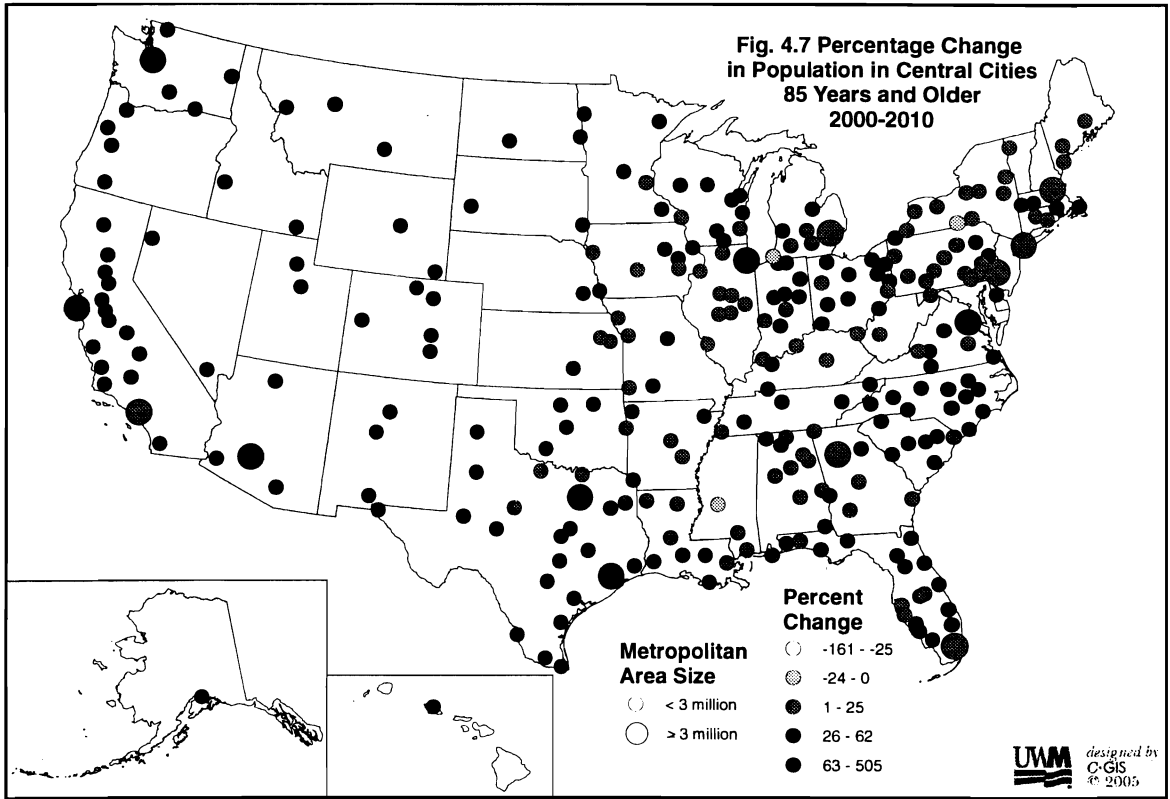 Fig. 4.7 Percentage Change
in Population in Central Cities
85 Years and Older
2000-2010
Metropolitan
Area Size
< 3 million
≥ 3 million
Percent
Change
-161 - -25
-24 - 0
1 - 25
26 - 62
63 - 505
UWM
designed by
C•GIS
© 2005